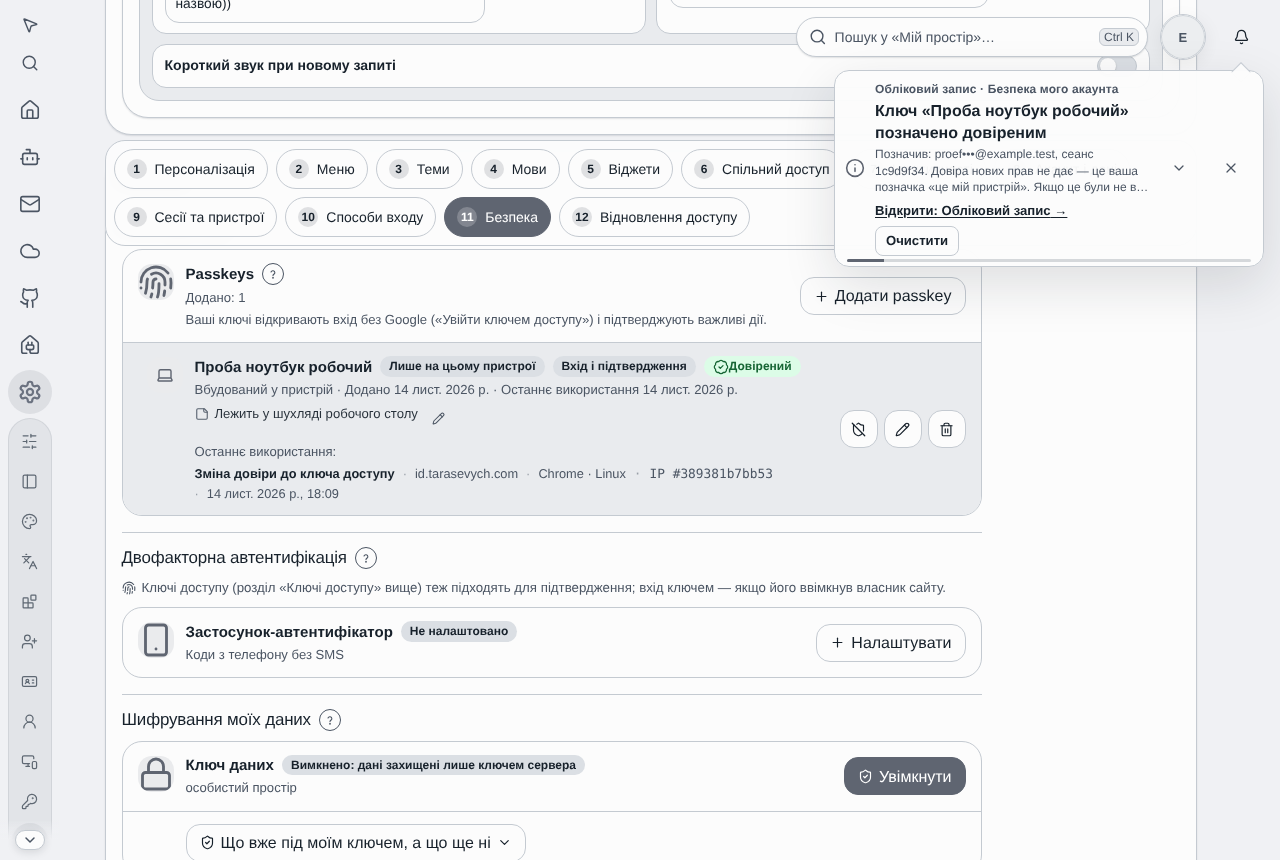 назвою))
Пошук у «Мій простір»…
Ctrl K
E
Короткий звук при новому запиті
Обліковий запис · Безпека мого акаунта
Ключ «Проба ноутбук робочий»
позначено довіреним
Позначив: proef•••@example.test, сеанс
1c9d9f34. Довіра нових прав не дає — це ваша
позначка «це мій пристрій». Якщо це були не в…
Відкрити: Обліковий запис →
Очистити
1 Персоналізація
2 Меню
3 Теми
4 Мови
5 Віджети
6 Спільний доступ
9 Сесії та пристрої
10 Способи входу
11 Безпека
12 Відновлення доступу
Passkeys ?
Додано: 1
Ваші ключі відкривають вхід без Google («Увійти ключем доступу») і підтверджують важливі дії.
+ Додати passkey
Проба ноутбук робочий Лише на цьому пристрої Вхід і підтвердження Довірений
Вбудований у пристрій · Додано 14 лист. 2026 р. · Останнє використання 14 лист. 2026 р.
Лежить у шухляді робочого столу
Останнє використання:
Зміна довіри до ключа доступу · id.tarasevych.com · Chrome · Linux · IP #389381b7bb53
· 14 лист. 2026 р., 18:09
Двофакторна автентифікація ?
Ключі доступу (розділ «Ключі доступу» вище) теж підходять для підтвердження; вхід ключем — якщо його ввімкнув власник сайту.
Застосунок-автентифікатор Не налаштовано
Коди з телефону без SMS
+ Налаштувати
Шифрування моїх даних ?
Ключ даних Вимкнено: дані захищені лише ключем сервера
особистий простір
Увімкнути
Що вже під моїм ключем, а що ще ні